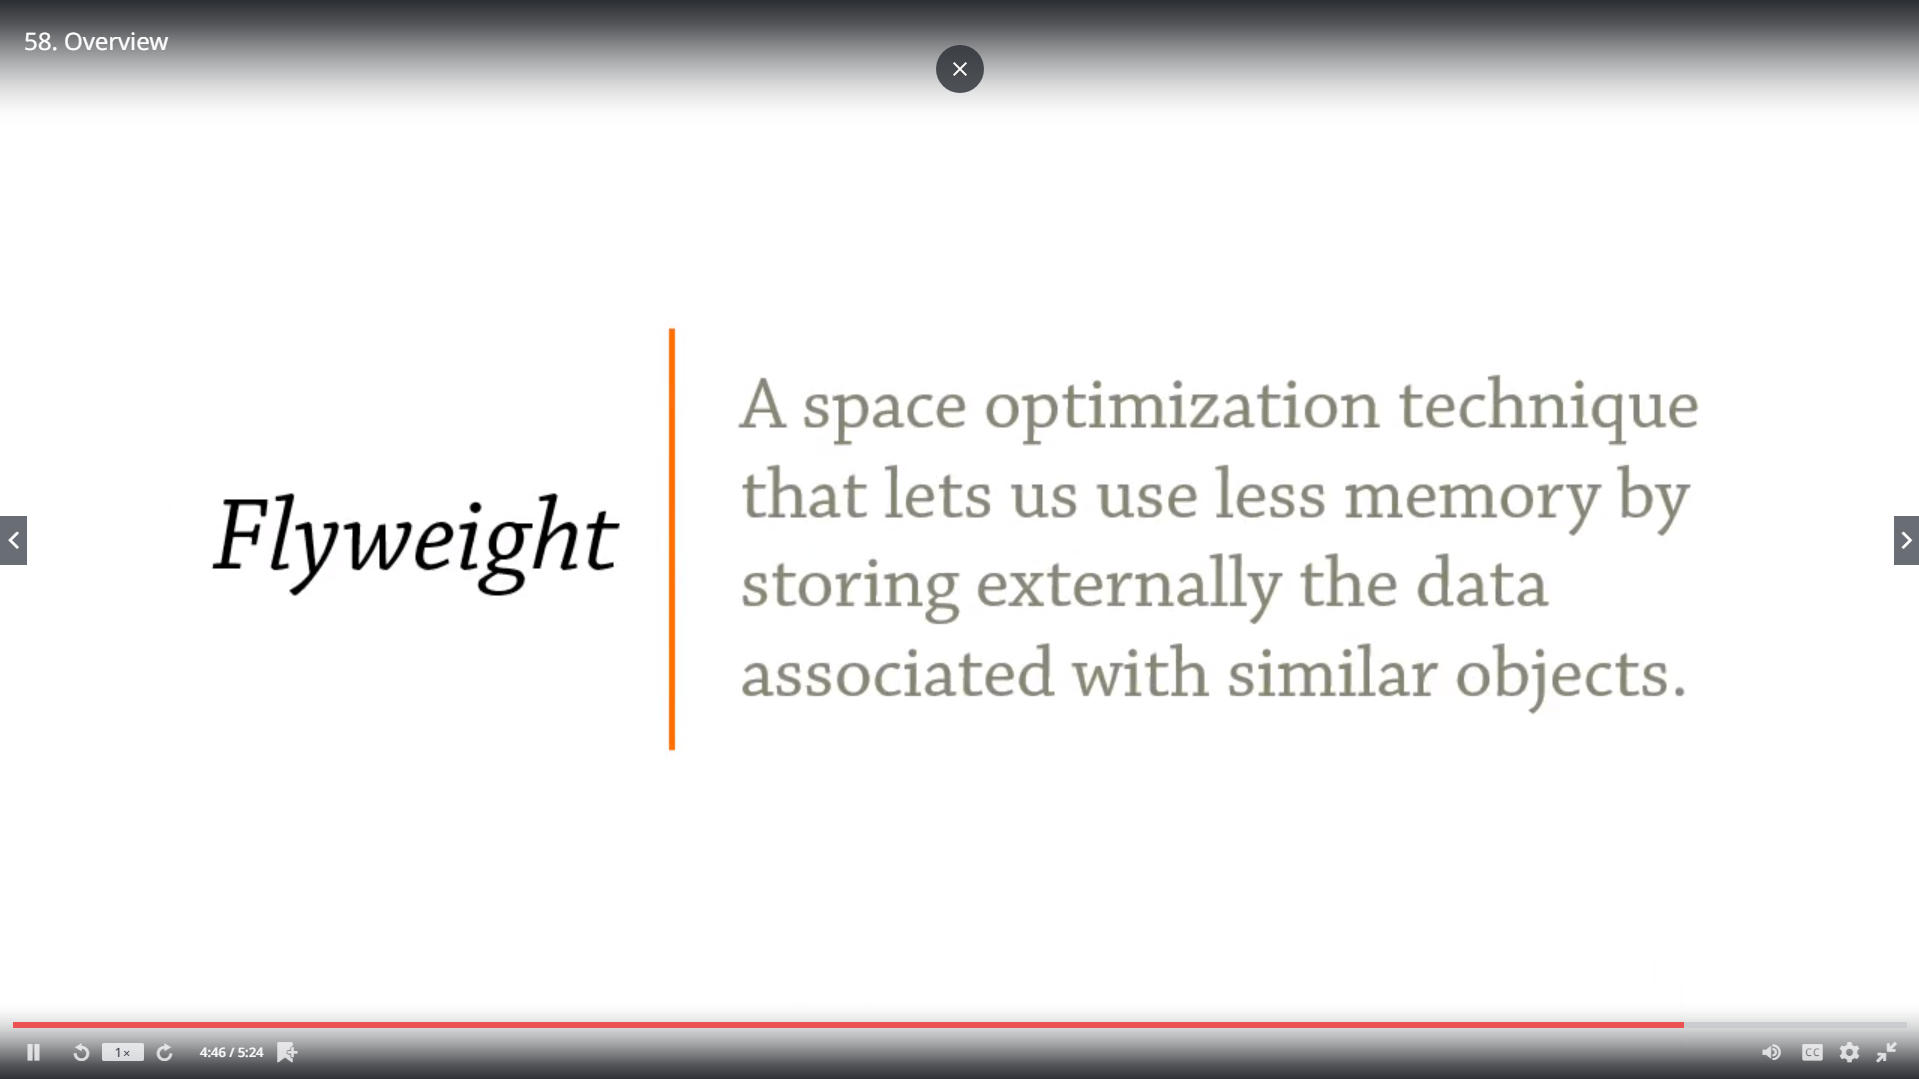 58. Overview
Flyweight
A space optimization technique
that lets us use less memory by
storing externally the data
associated with similar objects.
1×
4:46 / 5:24
CC